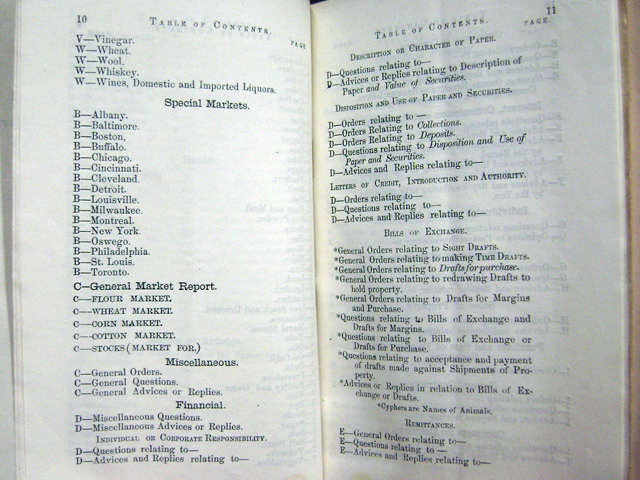 10 TABLE OF CONTENTS.
PAGE
V—Vinegar.
W—Wheat.
W—Wool.
W—Whiskey.
W—Wines, Domestic and Imported Liquors.
Special Markets.
B—Albany.
B—Baltimore.
B—Boston,
B—Buffalo.
B—Chicago.
B—Cincinnati.
B—Cleveland.
B—Detroit.
B—Louisville.
B—Milwaukee.
B—Montreal.
B—New York.
B—Oswego.
B—Philadelphia.
B—St. Louis.
B—Toronto.
C—General Market Report.
C—FLOUR MARKET.
C—WHEAT MARKET.
C—CORN MARKET.
C—COTTON MARKET.
C—STOCKS (MARKET FOR.)
Miscellaneous.
C—General Orders.
C—General Questions.
C—General Advices or Replies.
Financial.
D—Miscellaneous Questions.
D—Miscellaneous Advices or Replies.
INDIVIDUAL OR CORPORATE RESPONSIBILITY.
D—Questions relating to—
D—Advices and Replies relating to—
TABLE OF CONTENTS. 11
PAGE.
DESCRIPTION OR CHARACTER OF PAPER.
D—Questions relating to—
D—Advices or Replies relating to Description of
Paper and Value of Securities.
DISPOSITION AND USE OF PAPER AND SECURITIES.
D—Orders relating to —
D—Orders Relating to Collections.
D—Orders Relating to Deposits.
D—Questions relating to Disposition and Use of
Paper and Securities.
D—Advices and Replies relating to—
LETTERS OF CREDIT, INTRODUCTION AND AUTHORITY.
D—Orders relating to—
D—Questions relating to —
D—Advices and Replies relating to—
BILLS OF EXCHANGE.
*General Orders relating to SIGHT DRAFTS.
*General Orders relating to making TIME DRAFTS.
*General Orders relating to Drafts for purchase.
*General Orders relating to redrawing Drafts to
hold property.
*General Orders relating to Drafts for Margins
and Purchase.
*Questions relating to Bills of Exchange and
Drafts for Margins.
*Questions relating to Bills of Exchange or
Drafts for Purchase.
*Questions relating to acceptance and payment
of drafts made against Shipments of Pro-
perty.
*Advices or Replies in relation to Bills of Ex-
change or Drafts.
*Cyphers are Names of Animals.
REMITTANCES.
E—General Orders relating to—
E—Questions relating to —
E—Advices and Replies relating to—